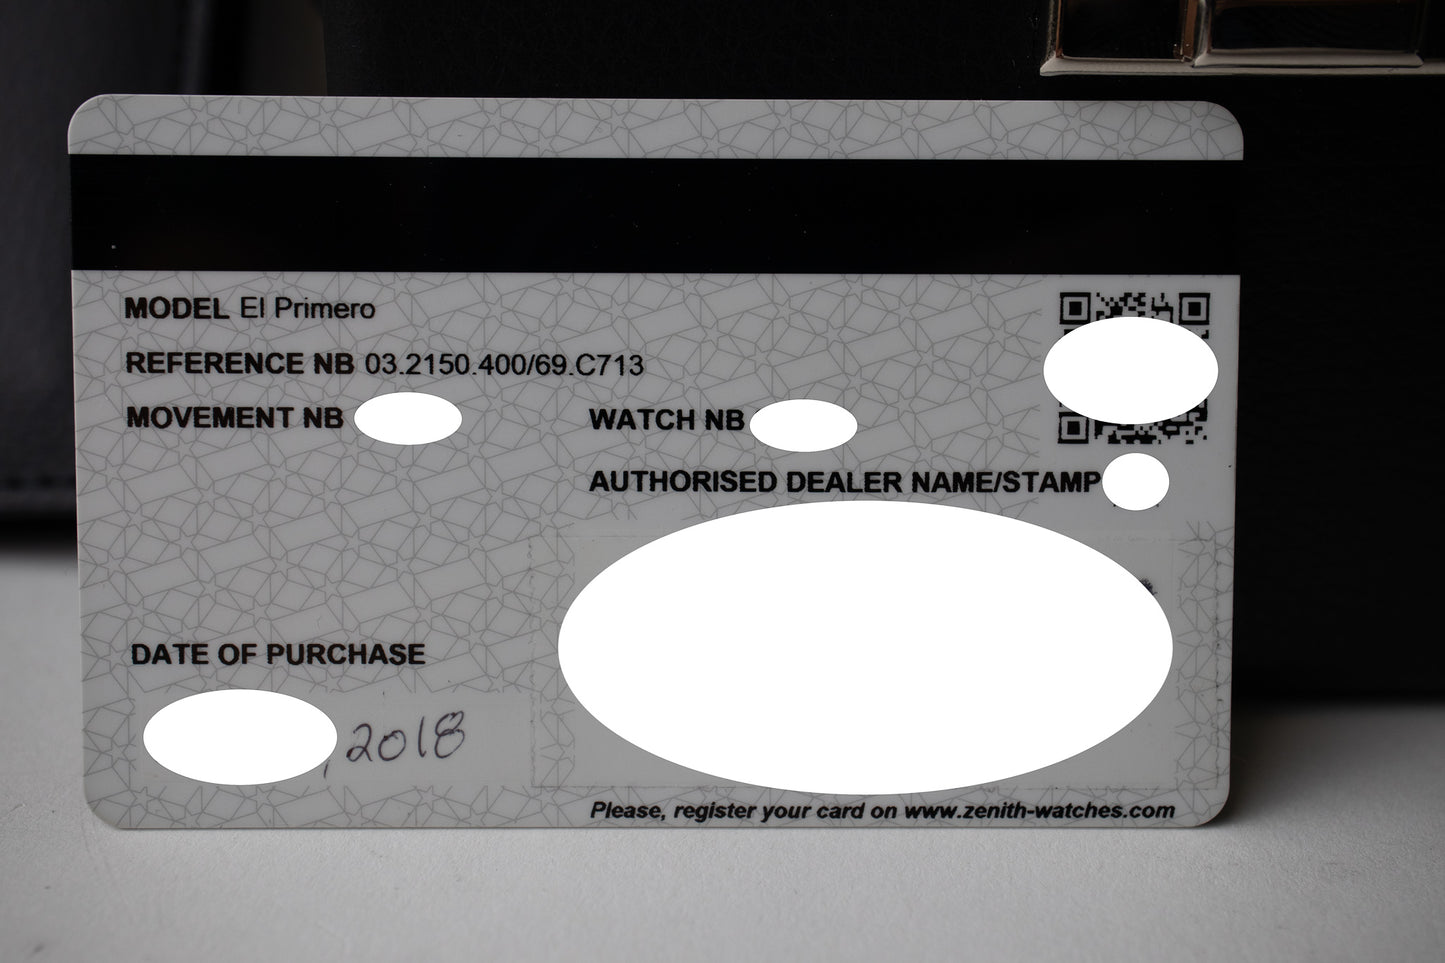 MODEL El Primero
REFERENCE NB 03.2150.400/69.C713
MOVEMENT NB
WATCH NB
AUTHORISED DEALER NAME/STAMP
DATE OF PURCHASE
, 2018
Please, register your card on www.zenith-watches.com